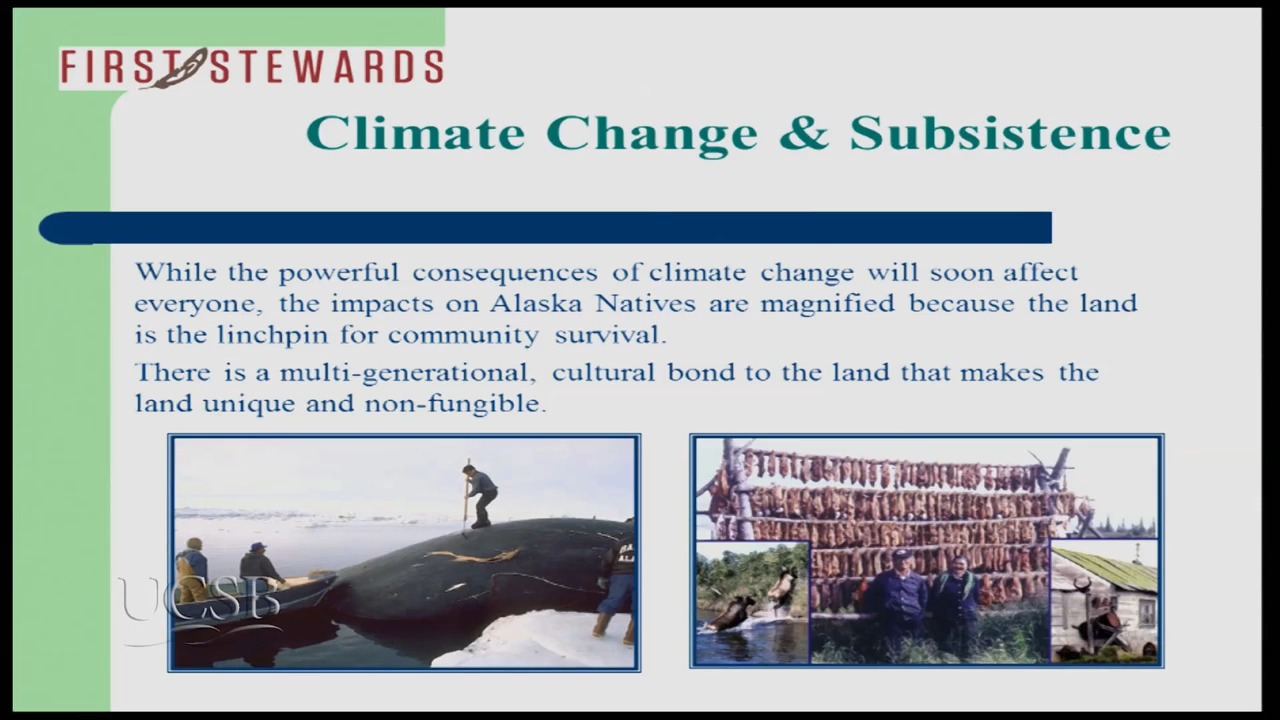 FIRST STEWARDS
Climate Change & Subsistence
While the powerful consequences of climate change will soon affect
everyone, the impacts on Alaska Natives are magnified because the land
is the linchpin for community survival.
There is a multi-generational, cultural bond to the land that makes the
land unique and non-fungible.
UCSB